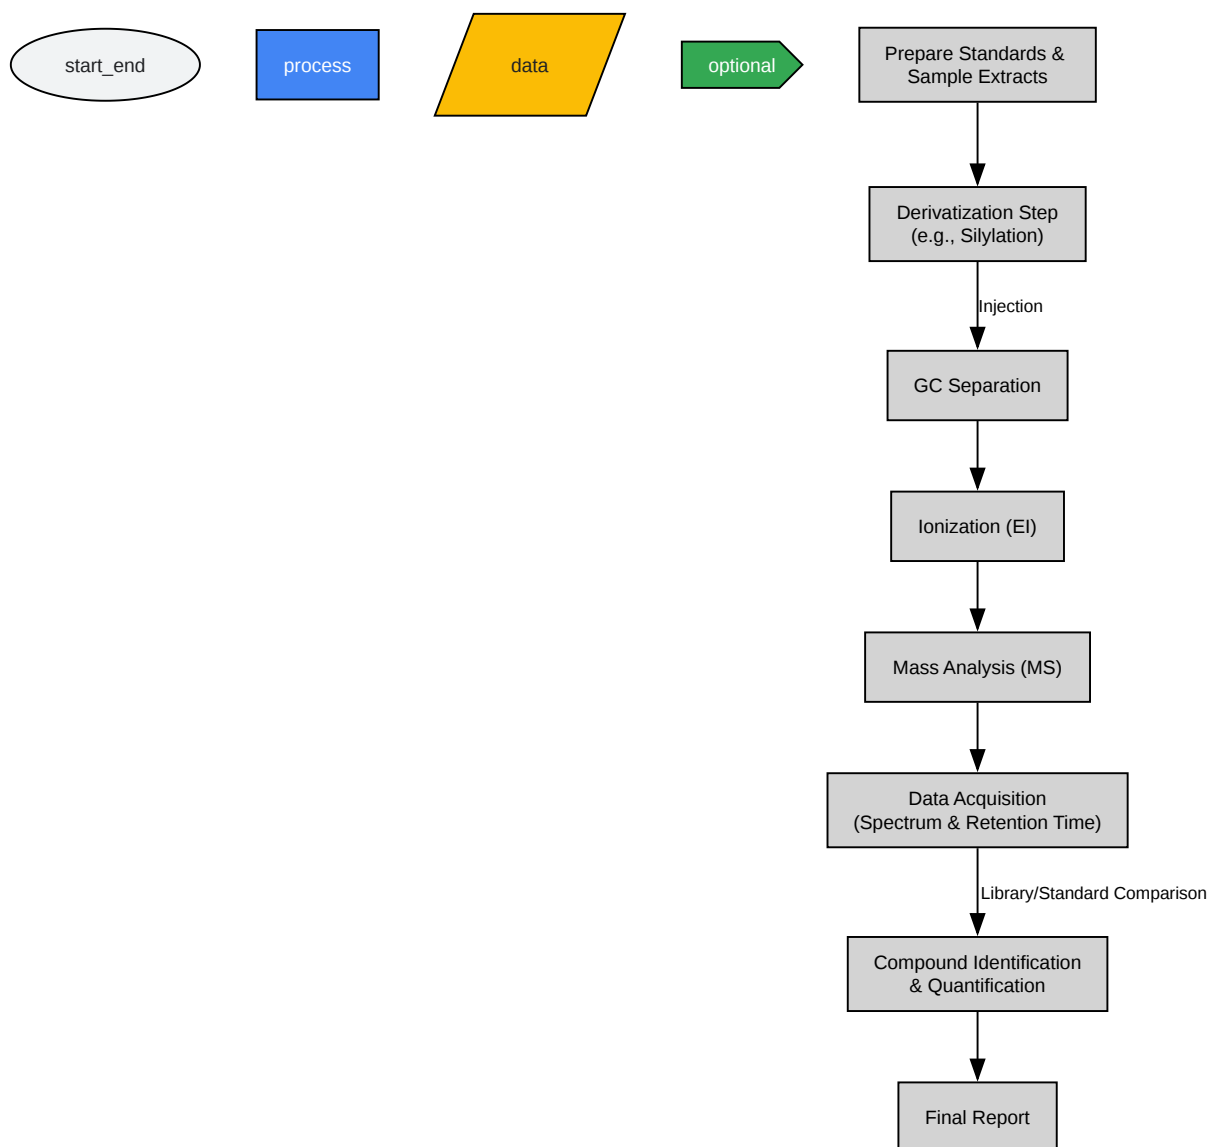 start_end
process
data
optional
Prepare Standards &
Sample Extracts
Derivatization Step
(e.g., Silylation)
Injection
GC Separation
Ionization (EI)
Mass Analysis (MS)
Data Acquisition
(Spectrum & Retention Time)
Library/Standard Comparison
Compound Identification
& Quantification
Final Report